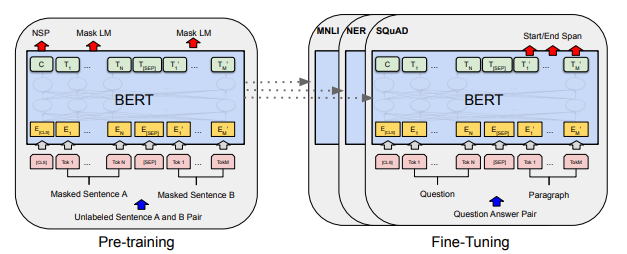 NSP Mask LM Mask LM
C T1 ... TN T[SEP] T1' ... TM'
BERT
E[CLS] E1 ... EN E[SEP] E1' ... EM'
[CLS] Tok 1 ... Tok N [SEP] Tok 1 ... TokM
Masked Sentence A Masked Sentence B
Unlabeled Sentence A and B Pair
Pre-training
MNLI NER SQuAD
Start/End Span
C T1 ... TN T[SEP] T1' ... TM'
BERT
E[CLS] E1 ... EN E[SEP] E1' ... EM'
[CLS] Tok 1 ... Tok N [SEP] Tok 1 ... TokM
Question Paragraph
Question Answer Pair
Fine-Tuning